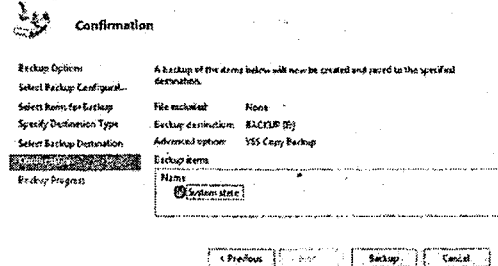 Confirmation
Backup Options
Select Backup Configurat...
Select Items for Backup
Specify Destination Type
Select Backup Destination
Confirmation
Backup Progress
A backup of the items below will now be created and saved to the specified
destination.
File excluded: None
Backup destination: BACKUP (E:)
Advanced option: VSS Copy Backup
Backup items
Name
System state
< Previous
Backup
Cancel